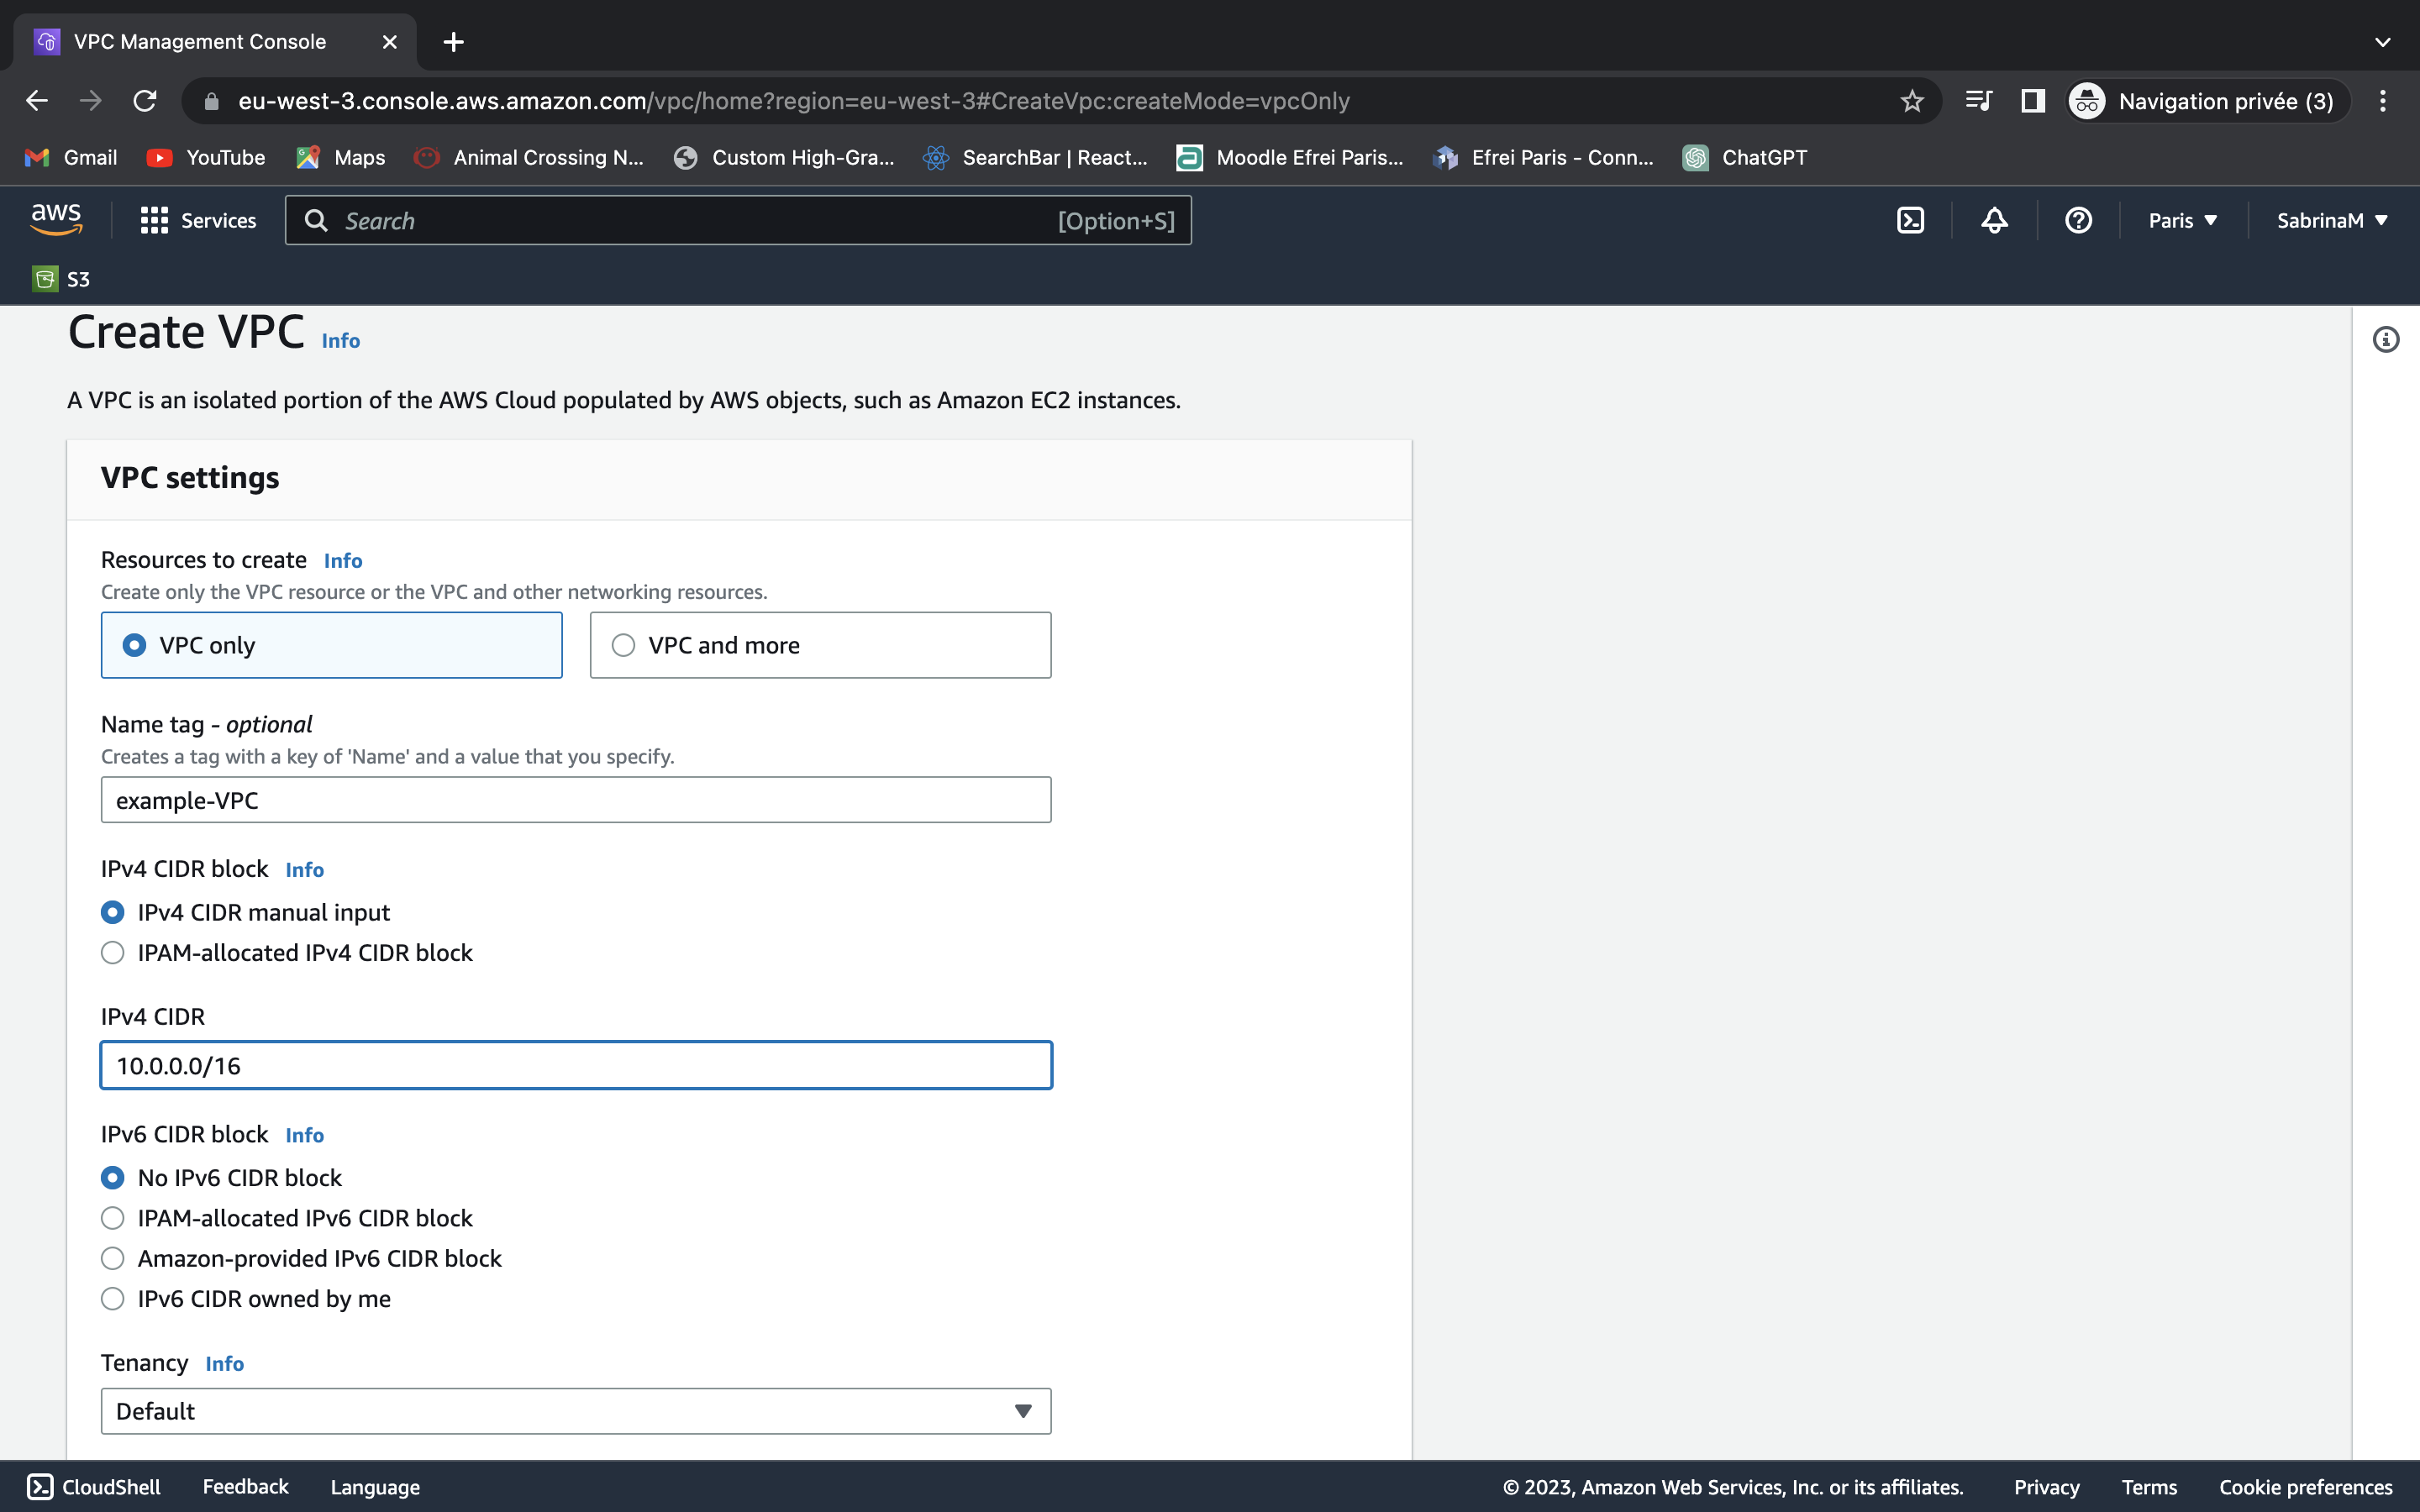 VPC Management Console
eu-west-3.console.aws.amazon.com/vpc/home?region=eu-west-3#CreateVpc:createMode=vpcOnly
Navigation privée (3)
Gmail YouTube Maps Animal Crossing N... Custom High-Gra... SearchBar | React... Moodle Efrei Paris... Efrei Paris - Conn... ChatGPT
aws Services Search [Option+S] Paris SabrinaM
S3
Create VPC Info
A VPC is an isolated portion of the AWS Cloud populated by AWS objects, such as Amazon EC2 instances.
VPC settings
Resources to create Info
Create only the VPC resource or the VPC and other networking resources.
VPC only VPC and more
Name tag - optional
Creates a tag with a key of 'Name' and a value that you specify.
example-VPC
IPv4 CIDR block Info
IPv4 CIDR manual input
IPAM-allocated IPv4 CIDR block
IPv4 CIDR
10.0.0.0/16
IPv6 CIDR block Info
No IPv6 CIDR block
IPAM-allocated IPv6 CIDR block
Amazon-provided IPv6 CIDR block
IPv6 CIDR owned by me
Tenancy Info
Default
CloudShell Feedback Language © 2023, Amazon Web Services, Inc. or its affiliates. Privacy Terms Cookie preferences